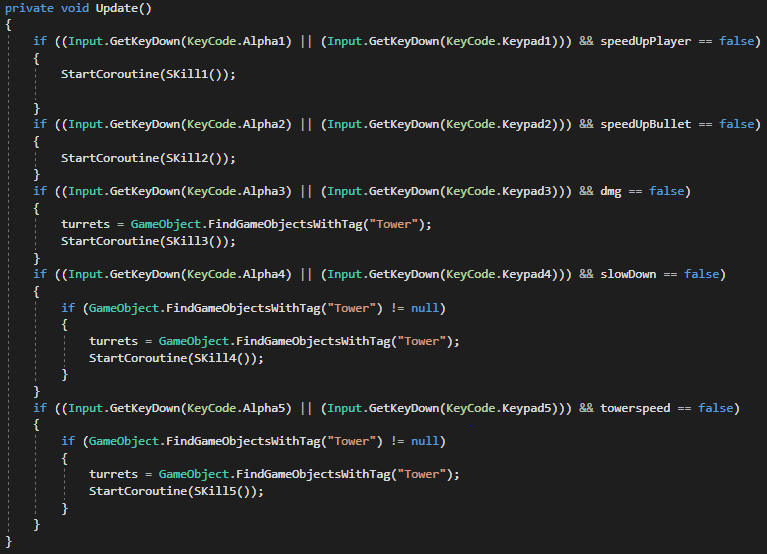 private void Update()
{
if ((Input.GetKeyDown(KeyCode.Alpha1) || (Input.GetKeyDown(KeyCode.Keypad1))) && speedUpPlayer == false)
{
StartCoroutine(SKill1());
}
if ((Input.GetKeyDown(KeyCode.Alpha2) || (Input.GetKeyDown(KeyCode.Keypad2))) && speedUpBullet == false)
{
StartCoroutine(SKill2());
}
if ((Input.GetKeyDown(KeyCode.Alpha3) || (Input.GetKeyDown(KeyCode.Keypad3))) && dmg == false)
{
turrets = GameObject.FindGameObjectsWithTag("Tower");
StartCoroutine(SKill3());
}
if ((Input.GetKeyDown(KeyCode.Alpha4) || (Input.GetKeyDown(KeyCode.Keypad4))) && slowDown == false)
{
if (GameObject.FindGameObjectsWithTag("Tower") != null)
{
turrets = GameObject.FindGameObjectsWithTag("Tower");
StartCoroutine(SKill4());
}
}
if ((Input.GetKeyDown(KeyCode.Alpha5) || (Input.GetKeyDown(KeyCode.Keypad5))) && towerspeed == false)
{
if (GameObject.FindGameObjectsWithTag("Tower") != null)
{
turrets = GameObject.FindGameObjectsWithTag("Tower");
StartCoroutine(SKill5());
}
}
}